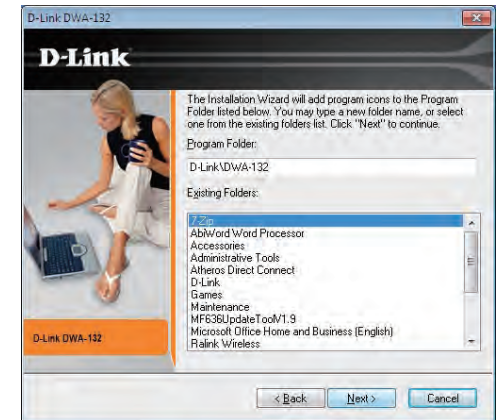 D-Link DWA-132
D-Link
The Installation Wizard will add program icons to the Program
Folder listed below. You may type a new folder name, or select
one from the existing folders list. Click "Next" to continue.
Program Folder:
D-Link\DWA-132
Existing Folders:
7-Zip
AbiWord Word Processor
Accessories
Administrative Tools
Atheros Direct Connect
D-Link
Games
Maintenance
MF636UpdateToolV1.9
Microsoft Office Home and Business (English)
Ralink Wireless
D-Link DWA-132
< Back
Next >
Cancel